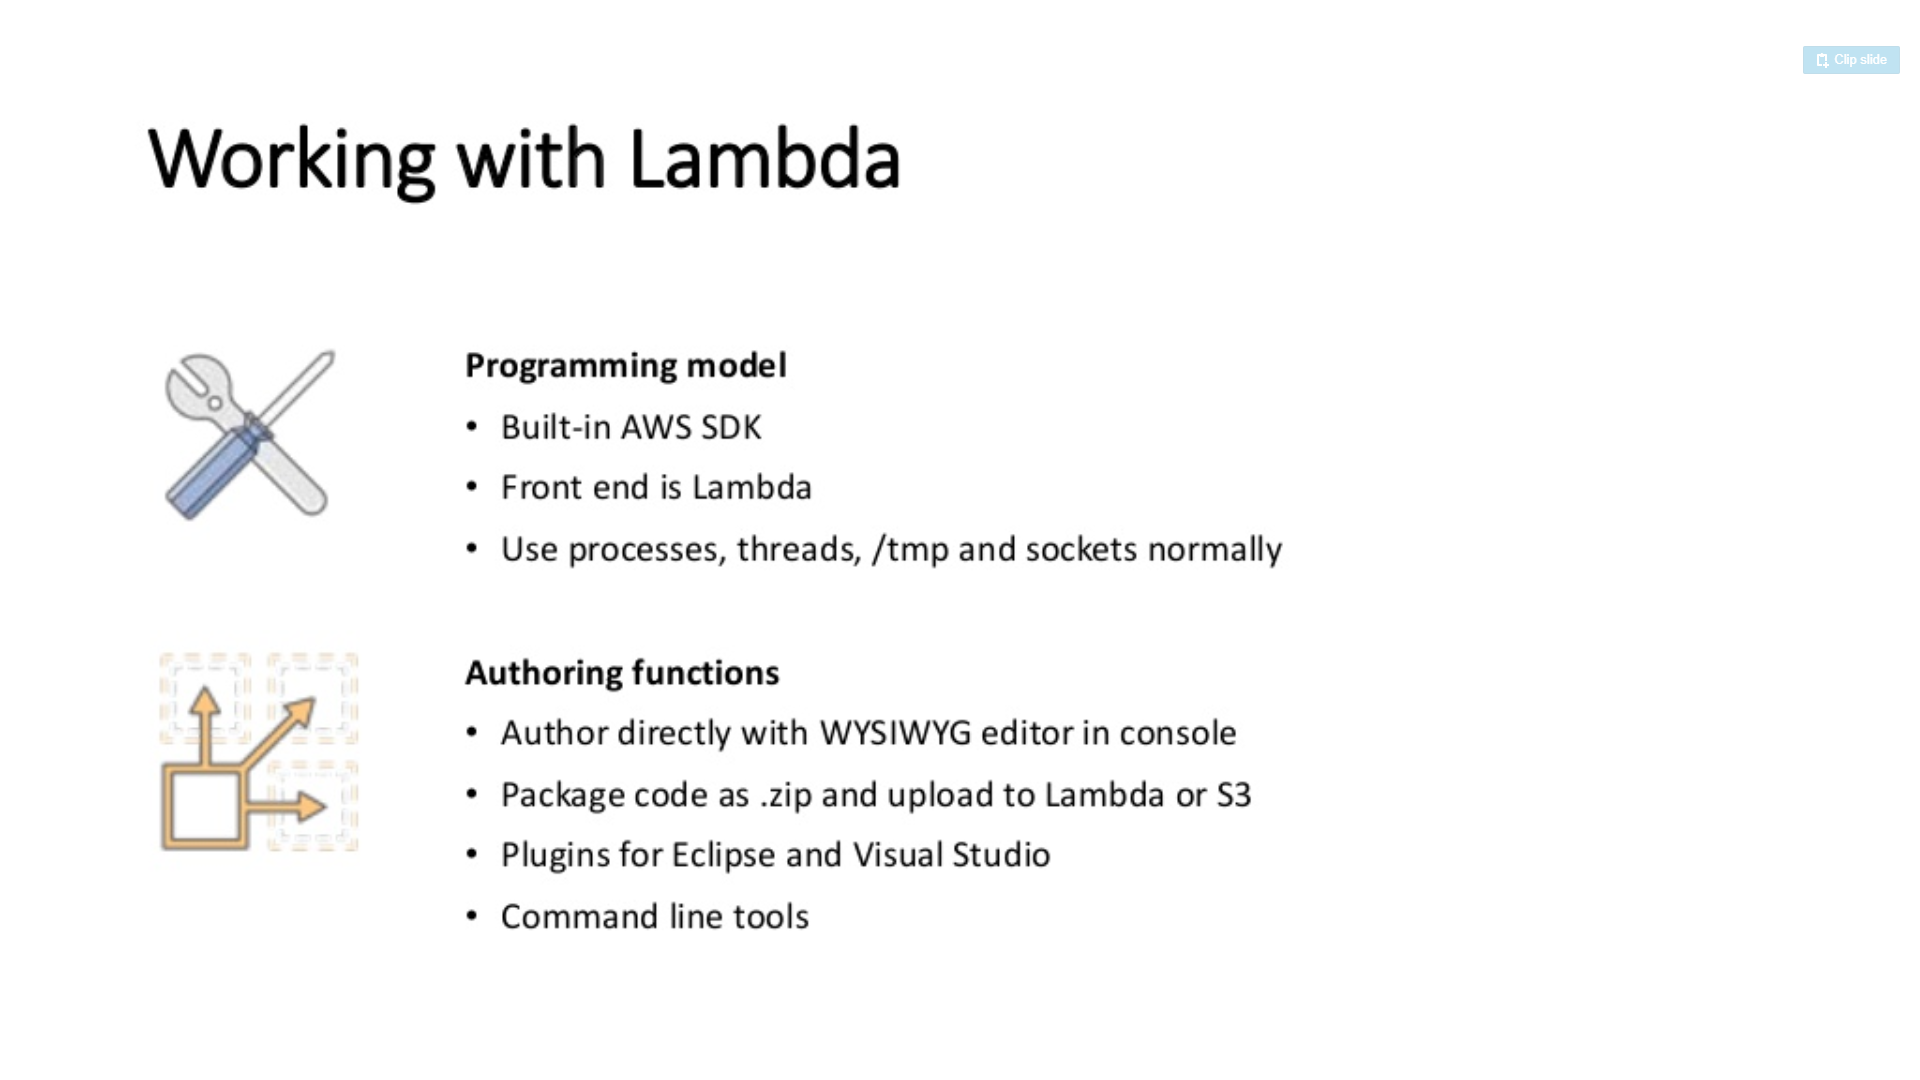 Clip slide
Working with Lambda
Programming model
• Built-in AWS SDK
• Front end is Lambda
• Use processes, threads, /tmp and sockets normally
Authoring functions
• Author directly with WYSIWYG editor in console
• Package code as .zip and upload to Lambda or S3
• Plugins for Eclipse and Visual Studio
• Command line tools